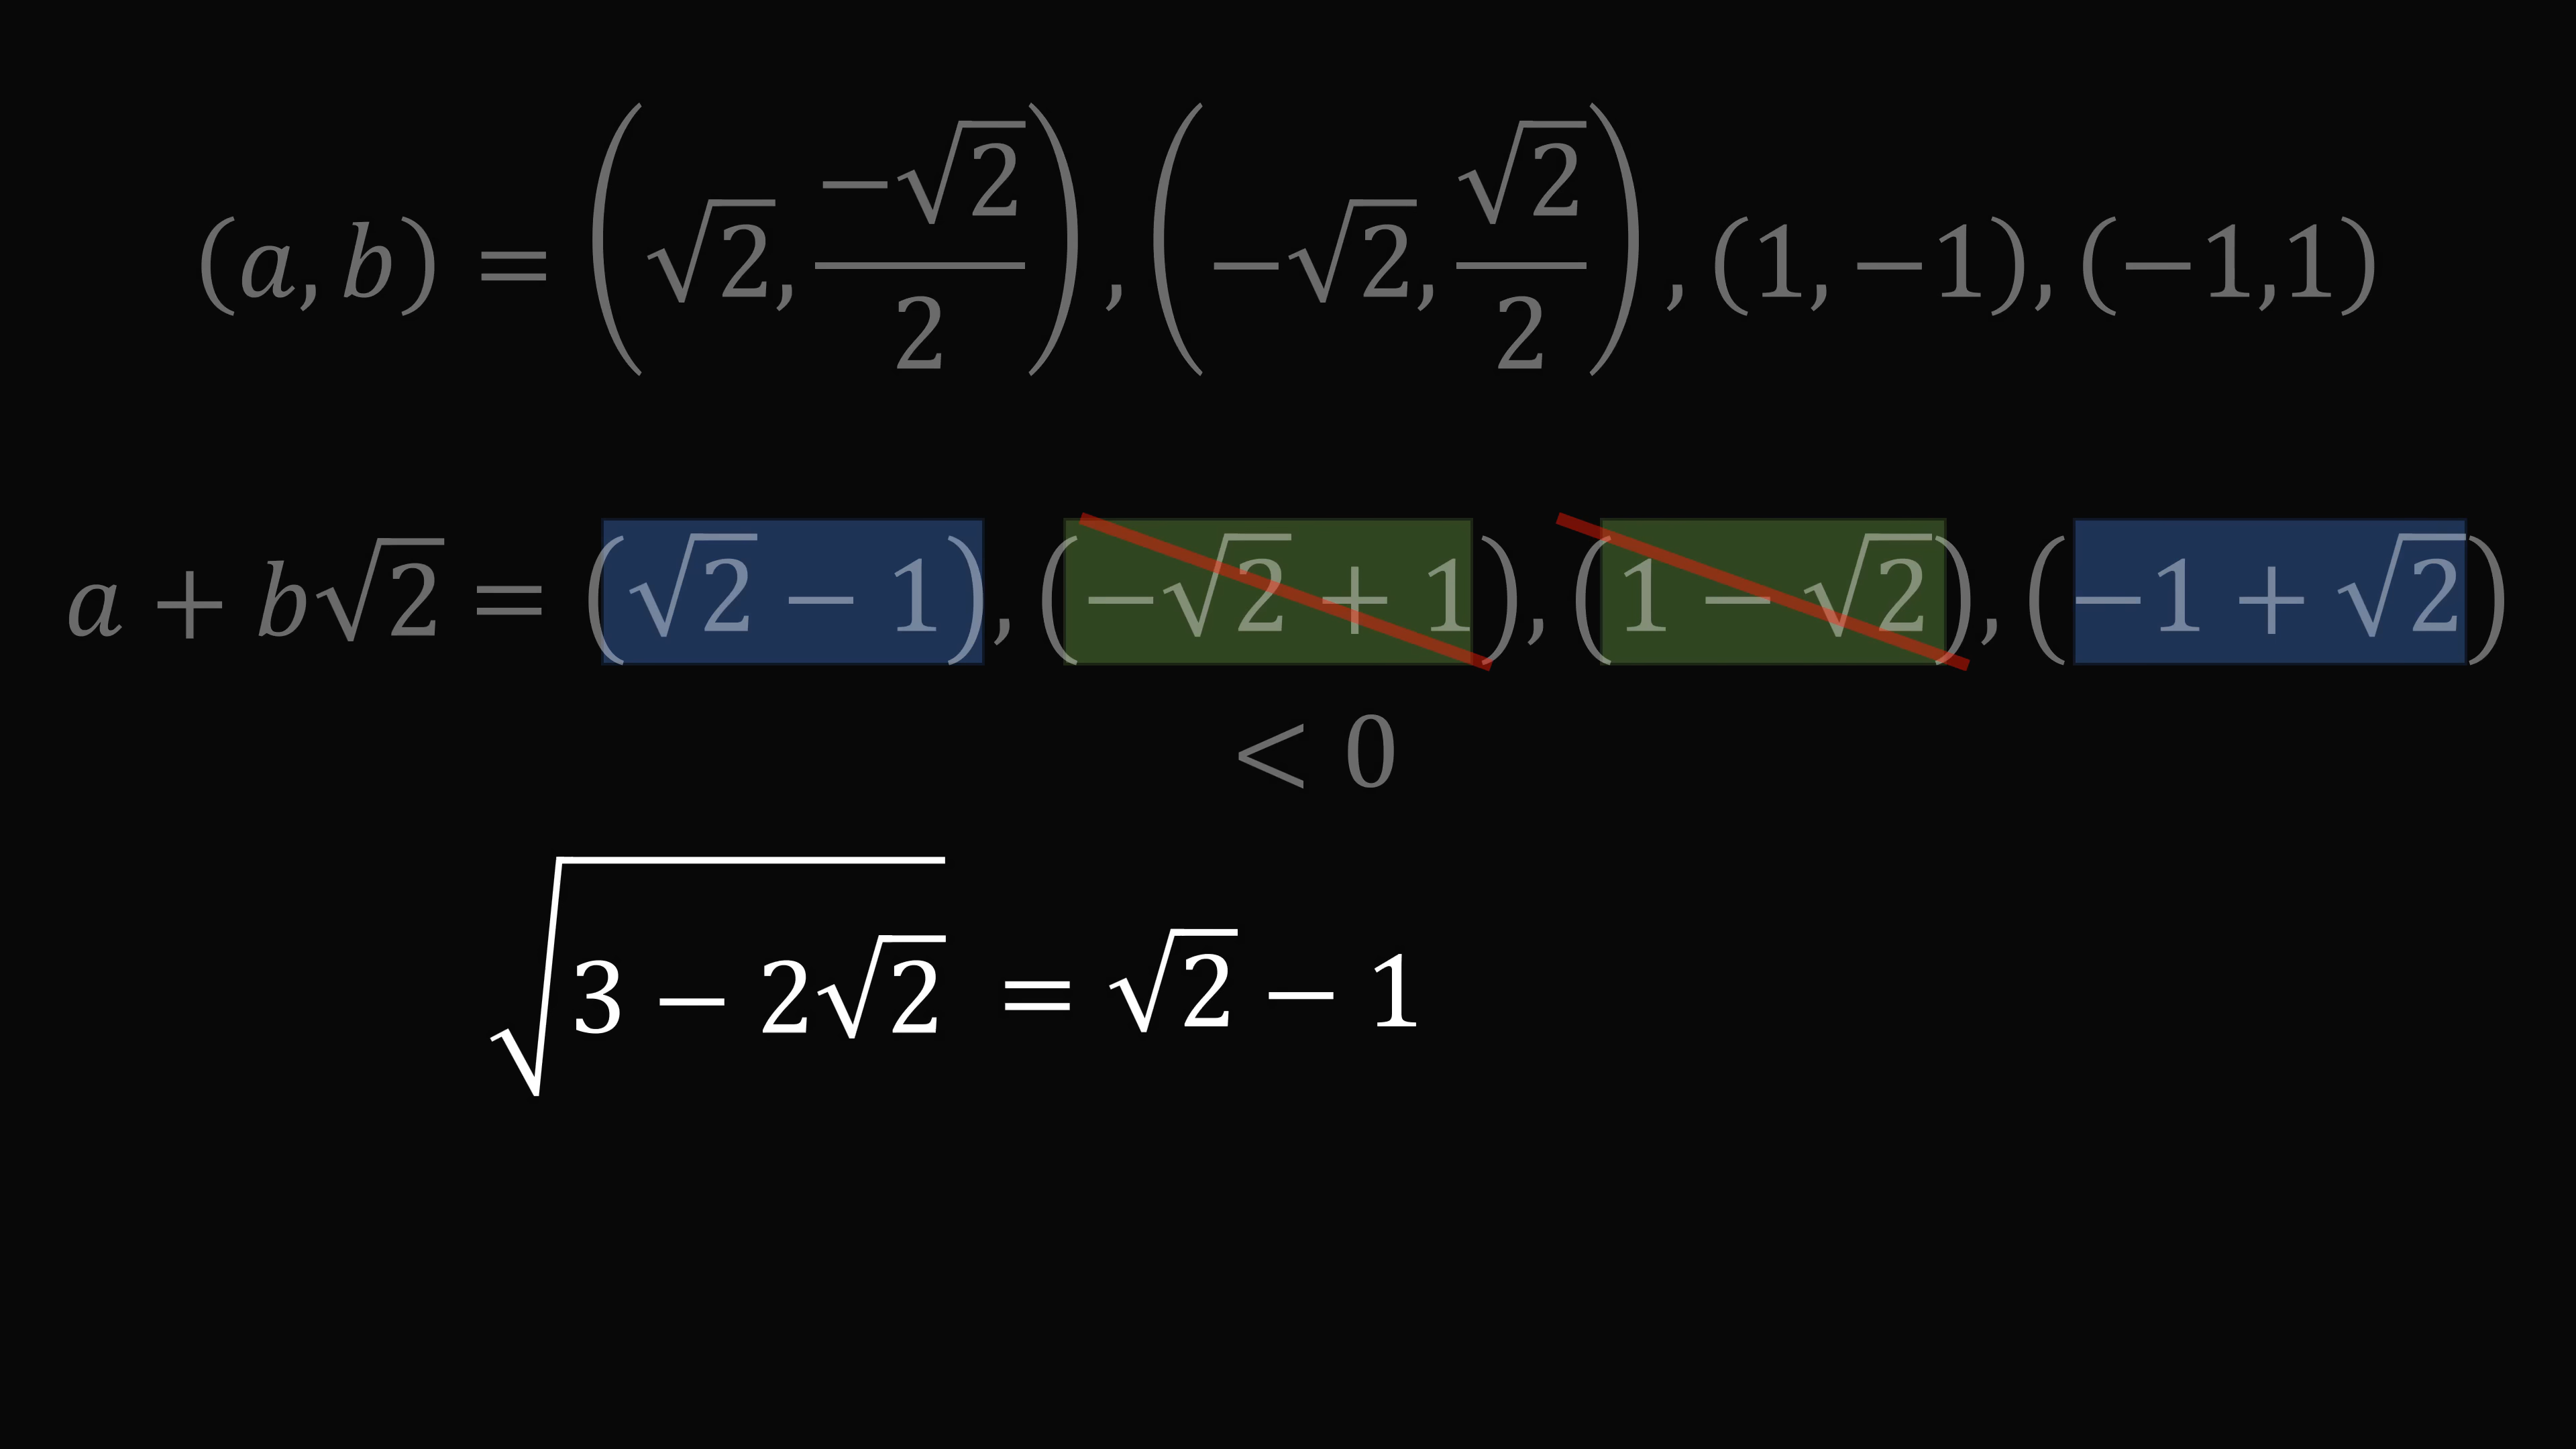 (a, b) = (√2, −√2/2), (−√2, √2/2), (1, −1), (−1,1)
a + b√2 = (√2 − 1), (−√2 + 1), (1 − √2), (−1 + √2)
< 0
√(3 − 2√2) = √2 − 1